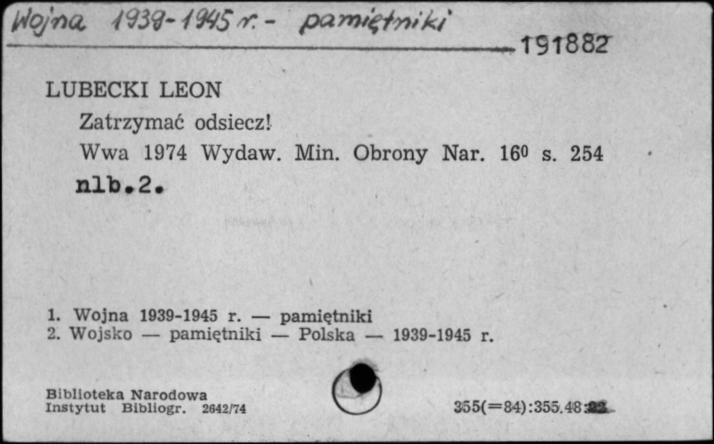 Wojna 1939-1945 r. - pamiętniki
191882
LUBECKI LEON
Zatrzymać odsiecz!
Wwa 1974 Wydaw. Min. Obrony Nar. 16⁰ s. 254
nlb.2.
1. Wojna 1939-1945 r. — pamiętniki
2. Wojsko — pamiętniki — Polska — 1939-1945 r.
Biblioteka Narodowa
Instytut Bibliogr. 2642/74
355(=84):355.48: